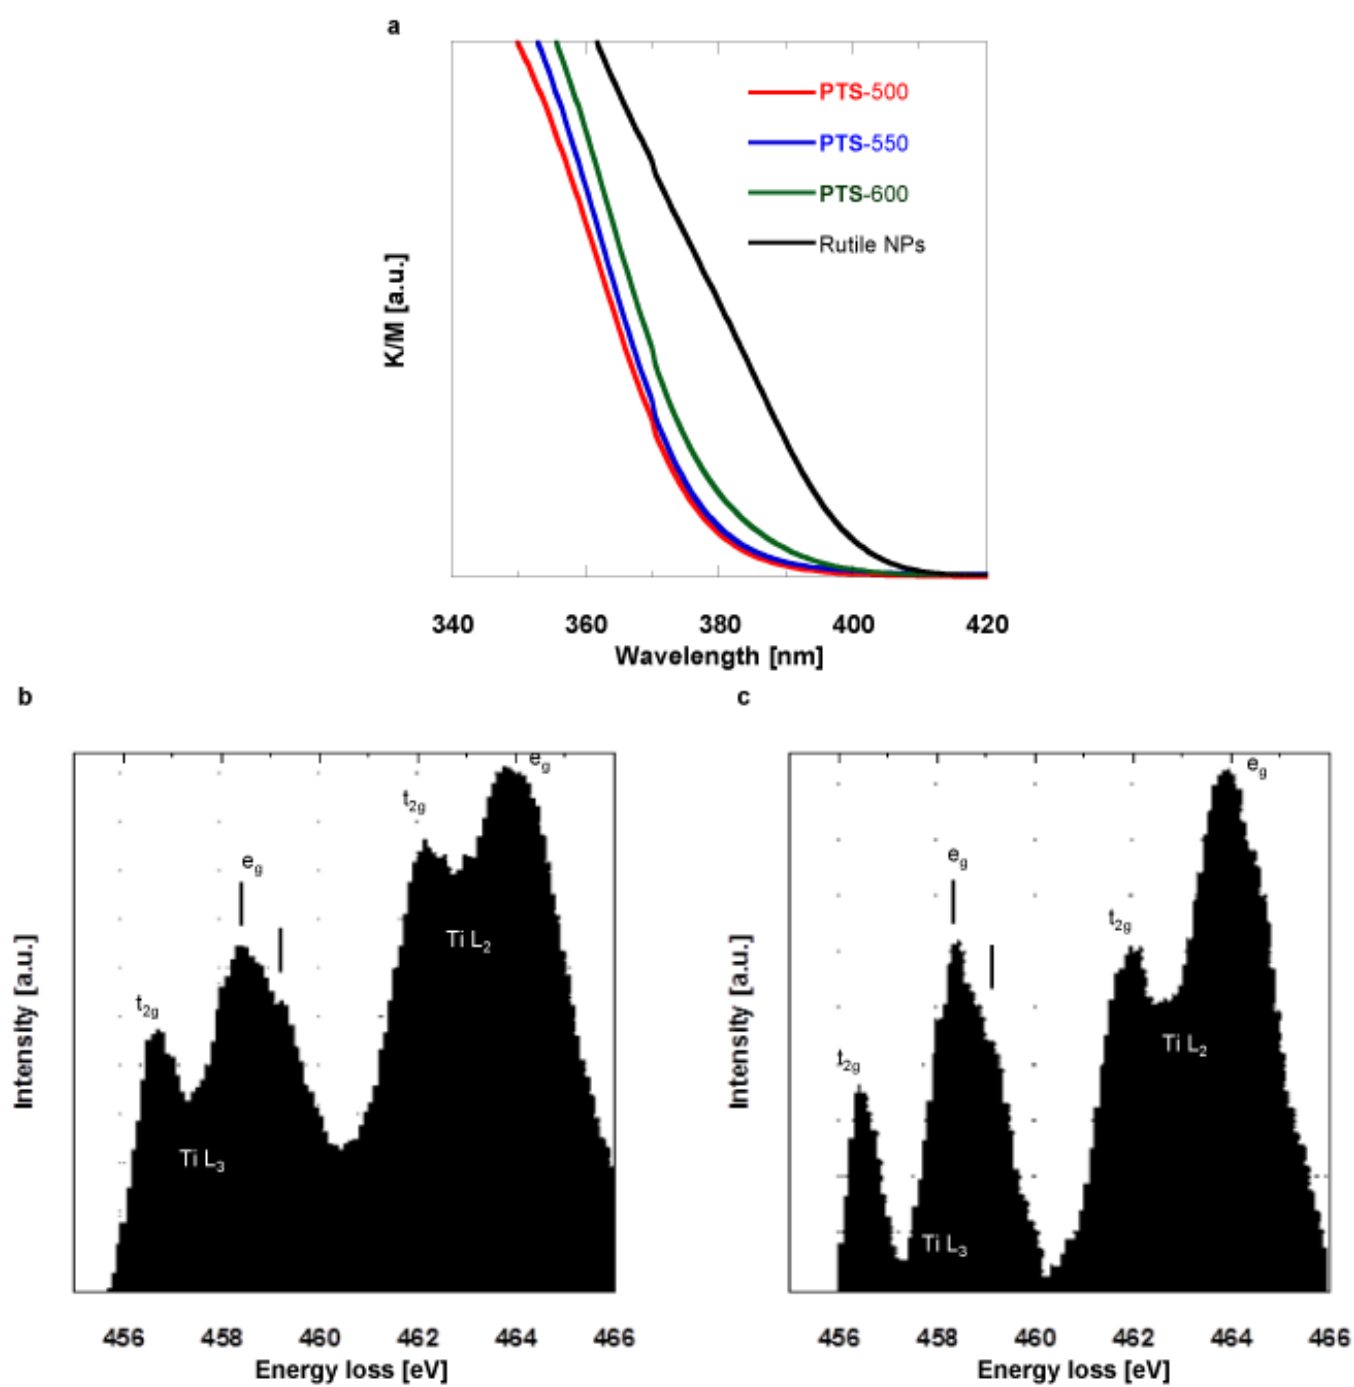 a
PTS-500
PTS-550
PTS-600
Rutile NPs
K/M [a.u.]
340 360 380 400 420
Wavelength [nm]
b
e_g
t_2g
e_g
Ti L_2
t_2g
Ti L_3
Intensity [a.u.]
456 458 460 462 464 466
Energy loss [eV]
c
e_g
e_g
t_2g
Ti L_2
t_2g
Ti L_3
Intensity [a.u.]
456 458 460 462 464 466
Energy loss [eV]